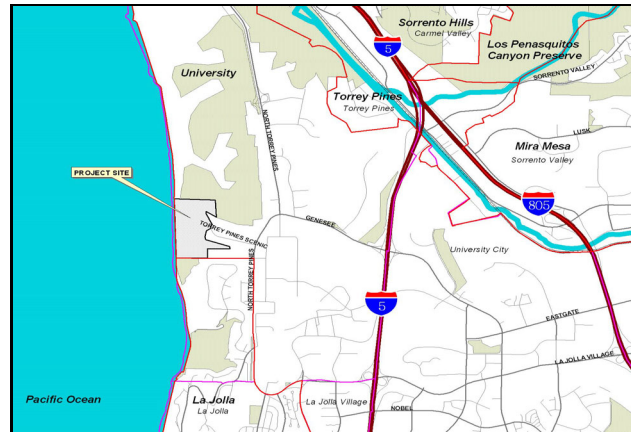 Sorrento Hills
Carmel Valley
5
Los Penasquitos
Canyon Preserve
SORRENTO VALLEY
University
Torrey Pines
Torrey Pines
NORTH TORREY PINES
LUSK
Mira Mesa
Sorrento Valley
PROJECT SITE
805
GENESEE
TORREY PINES SCENIC
University City
NORTH TORREY PINES
5
EASTGATE
LA JOLLA VILLAGE
Pacific Ocean
La Jolla
La Jolla
La Jolla Village
NOBEL